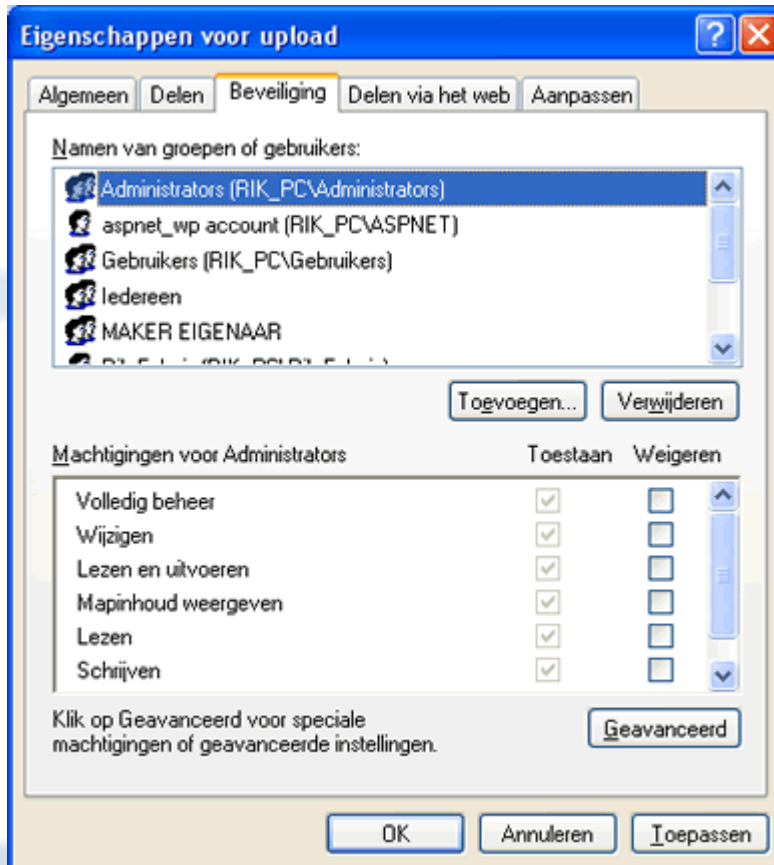 Eigenschappen voor upload
Algemeen Delen Beveiliging Delen via het web Aanpassen
Namen van groepen of gebruikers:
Administrators (RIK_PC\Administrators)
aspnet_wp account (RIK_PC\ASPNET)
Gebruikers (RIK_PC\Gebruikers)
Iedereen
MAKER EIGENAAR
Toevoegen... Verwijderen
Machtigingen voor Administrators Toestaan Weigeren
Volledig beheer
Wijzigen
Lezen en uitvoeren
Mapinhoud weergeven
Lezen
Schrijven
Klik op Geavanceerd voor speciale
machtigingen of geavanceerde instellingen.
Geavanceerd
OK Annuleren Toepassen